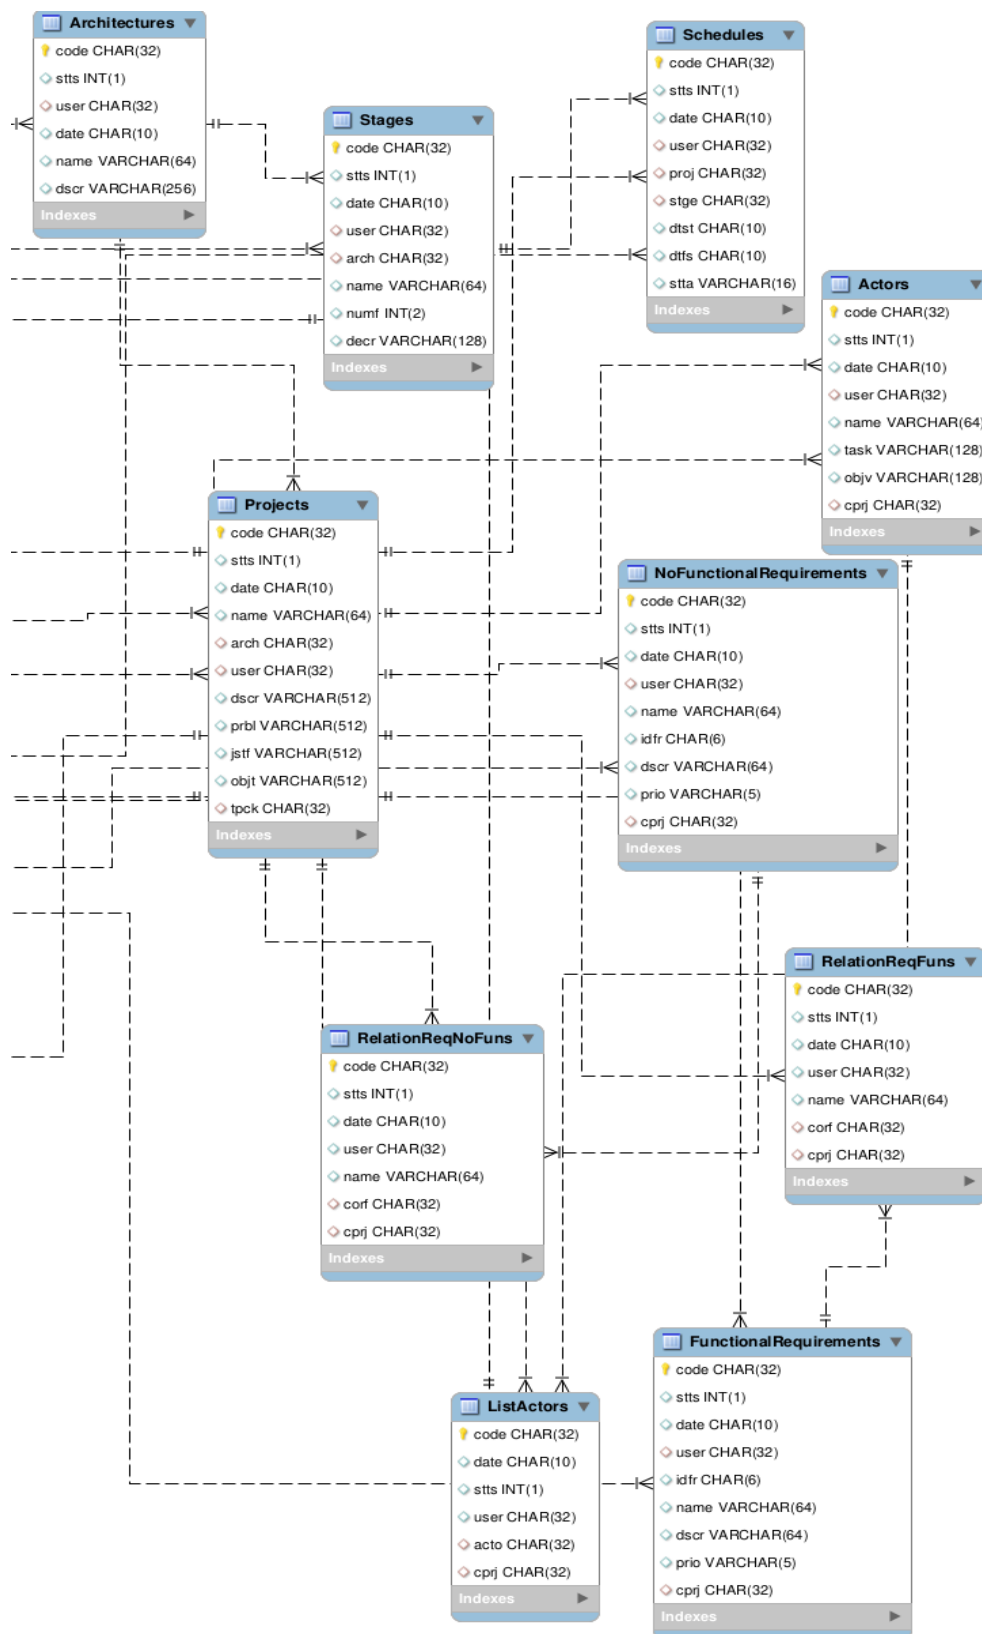 Architectures
code CHAR(32)
stts INT(1)
user CHAR(32)
date CHAR(10)
name VARCHAR(64)
dscr VARCHAR(256)
Indexes
Stages
code CHAR(32)
stts INT(1)
date CHAR(10)
user CHAR(32)
arch CHAR(32)
name VARCHAR(64)
numf INT(2)
decr VARCHAR(128)
Indexes
Schedules
code CHAR(32)
stts INT(1)
date CHAR(10)
user CHAR(32)
proj CHAR(32)
stge CHAR(32)
dtst CHAR(10)
dtfs CHAR(10)
stta VARCHAR(16)
Indexes
Actors
code CHAR(32)
stts INT(1)
date CHAR(10)
user CHAR(32)
name VARCHAR(64)
task VARCHAR(128)
objv VARCHAR(128)
cprj CHAR(32)
Indexes
Projects
code CHAR(32)
stts INT(1)
date CHAR(10)
name VARCHAR(64)
arch CHAR(32)
user CHAR(32)
dscr VARCHAR(512)
prbl VARCHAR(512)
jstf VARCHAR(512)
objt VARCHAR(512)
tpck CHAR(32)
Indexes
NoFunctionalRequirements
code CHAR(32)
stts INT(1)
date CHAR(10)
user CHAR(32)
name VARCHAR(64)
idfr CHAR(6)
dscr VARCHAR(64)
prio VARCHAR(5)
cprj CHAR(32)
Indexes
RelationReqFuns
code CHAR(32)
stts INT(1)
date CHAR(10)
user CHAR(32)
name VARCHAR(64)
corf CHAR(32)
cprj CHAR(32)
Indexes
RelationReqNoFuns
code CHAR(32)
stts INT(1)
date CHAR(10)
user CHAR(32)
name VARCHAR(64)
corf CHAR(32)
cprj CHAR(32)
Indexes
FunctionalRequirements
code CHAR(32)
stts INT(1)
date CHAR(10)
user CHAR(32)
idfr CHAR(6)
name VARCHAR(64)
dscr VARCHAR(64)
prio VARCHAR(5)
cprj CHAR(32)
Indexes
ListActors
code CHAR(32)
date CHAR(10)
stts INT(1)
user CHAR(32)
acto CHAR(32)
cprj CHAR(32)
Indexes